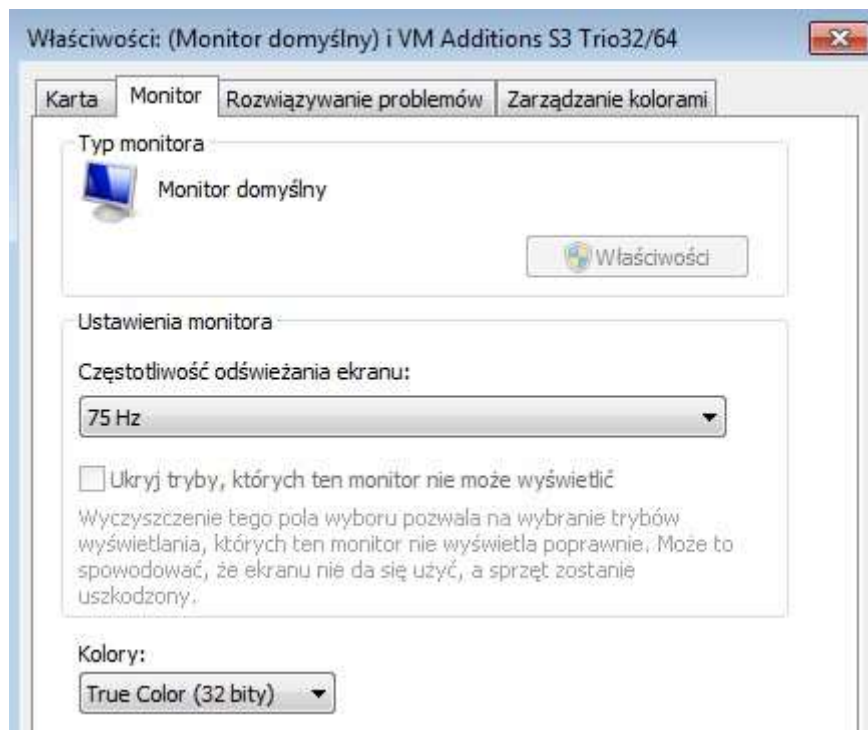 Właściwości: (Monitor domyślny) i VM Additions S3 Trio32/64
Karta Monitor Rozwiązywanie problemów Zarządzanie kolorami
Typ monitora
Monitor domyślny
Właściwości
Ustawienia monitora
Częstotliwość odświeżania ekranu:
75 Hz
Ukryj tryby, których ten monitor nie może wyświetlić
Wyczyszczenie tego pola wyboru pozwala na wybranie trybów
wyświetlania, których ten monitor nie wyświetla poprawnie. Może to
spowodować, że ekranu nie da się użyć, a sprzęt zostanie
uszkodzony.
Kolory:
True Color (32 bity)